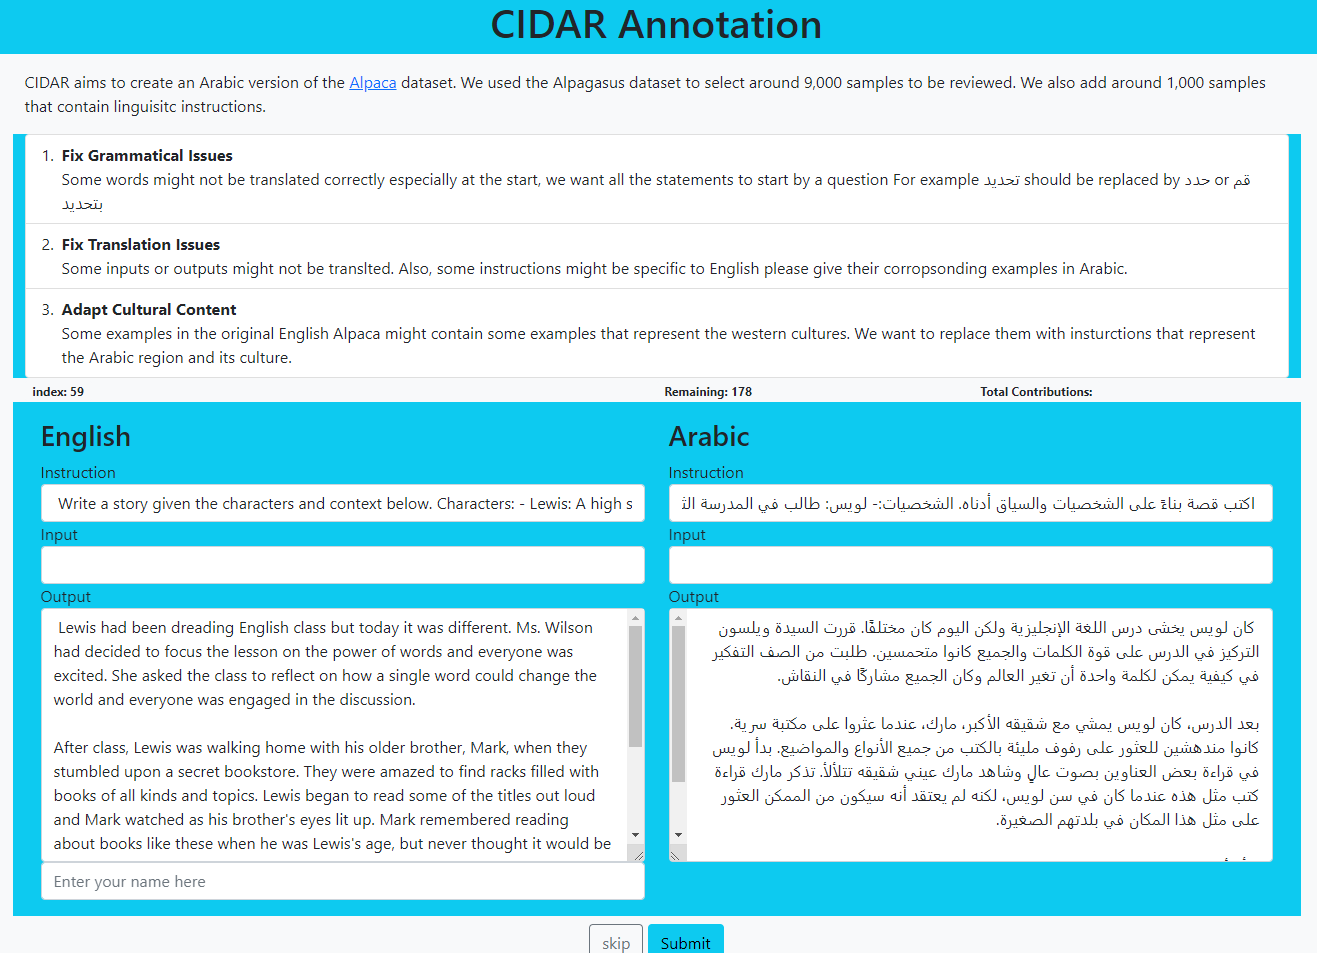 CIDAR Annotation
CIDAR aims to create an Arabic version of the Alpaca dataset. We used the Alpagasus dataset to select around 9,000 samples to be reviewed. We also add around 1,000 samples
that contain linguisitc instructions.
1. Fix Grammatical Issues
Some words might not be translated correctly especially at the start, we want all the statements to start by a question For example تحديد should be replaced by حدد or قم
بتحديد
2. Fix Translation Issues
Some inputs or outputs might not be translted. Also, some instructions might be specific to English please give their corropsonding examples in Arabic.
3. Adapt Cultural Content
Some examples in the original English Alpaca might contain some examples that represent the western cultures. We want to replace them with insturctions that represent
the Arabic region and its culture.
index: 59
Remaining: 178
Total Contributions:
English
Instruction
Write a story given the characters and context below. Characters: - Lewis: A high s
Input
Output
Lewis had been dreading English class but today it was different. Ms. Wilson
had decided to focus the lesson on the power of words and everyone was
excited. She asked the class to reflect on how a single word could change the
world and everyone was engaged in the discussion.
After class, Lewis was walking home with his older brother, Mark, when they
stumbled upon a secret bookstore. They were amazed to find racks filled with
books of all kinds and topics. Lewis began to read some of the titles out loud
and Mark watched as his brother's eyes lit up. Mark remembered reading
about books like these when he was Lewis's age, but never thought it would be
Enter your name here
Arabic
Instruction
اكتب قصة بناءً على الشخصيات والسياق أدناه. الشخصيات:- لويس: طالب في المدرسة الث
Input
Output
كان لويس يخشى درس اللغة الإنجليزية ولكن اليوم كان مختلفًا. قررت السيدة ويلسون
التركيز في الدرس على قوة الكلمات والجميع كانوا متحمسين. طلبت من الصف التفكير
في كيفية يمكن لكلمة واحدة أن تغير العالم وكان الجميع مشاركًا في النقاش.
بعد الدرس، كان لويس يمشي مع شقيقه الأكبر، مارك، عندما عثروا على مكتبة سرية.
كانوا مندهشين للعثور على رفوف مليئة بالكتب من جميع الأنواع والمواضيع. بدأ لويس
في قراءة بعض العناوين بصوت عالٍ وشاهد مارك عيني شقيقه تتلألأ. تذكر مارك قراءة
كتب مثل هذه عندما كان في سن لويس، لكنه لم يعتقد أنه سيكون من الممكن العثور
على مثل هذا المكان في بلدتهم الصغيرة.
skip
Submit